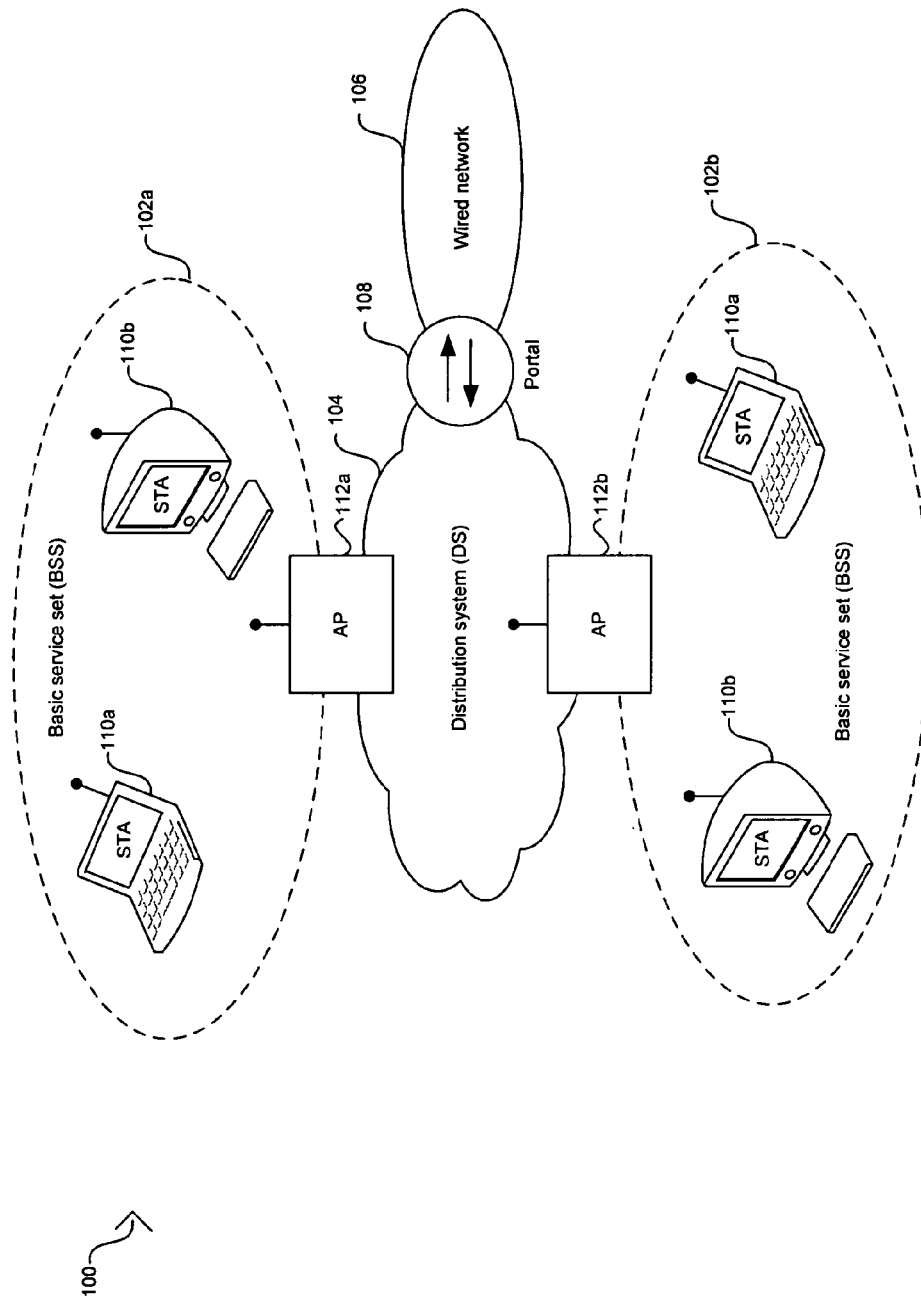 102a
Basic service set (BSS)
110a
STA
110b
STA
104
112a
AP
108
106
Distribution system (DS)
Portal
Wired network
AP
112b
102b
110b
STA
110a
STA
Basic service set (BSS)
100